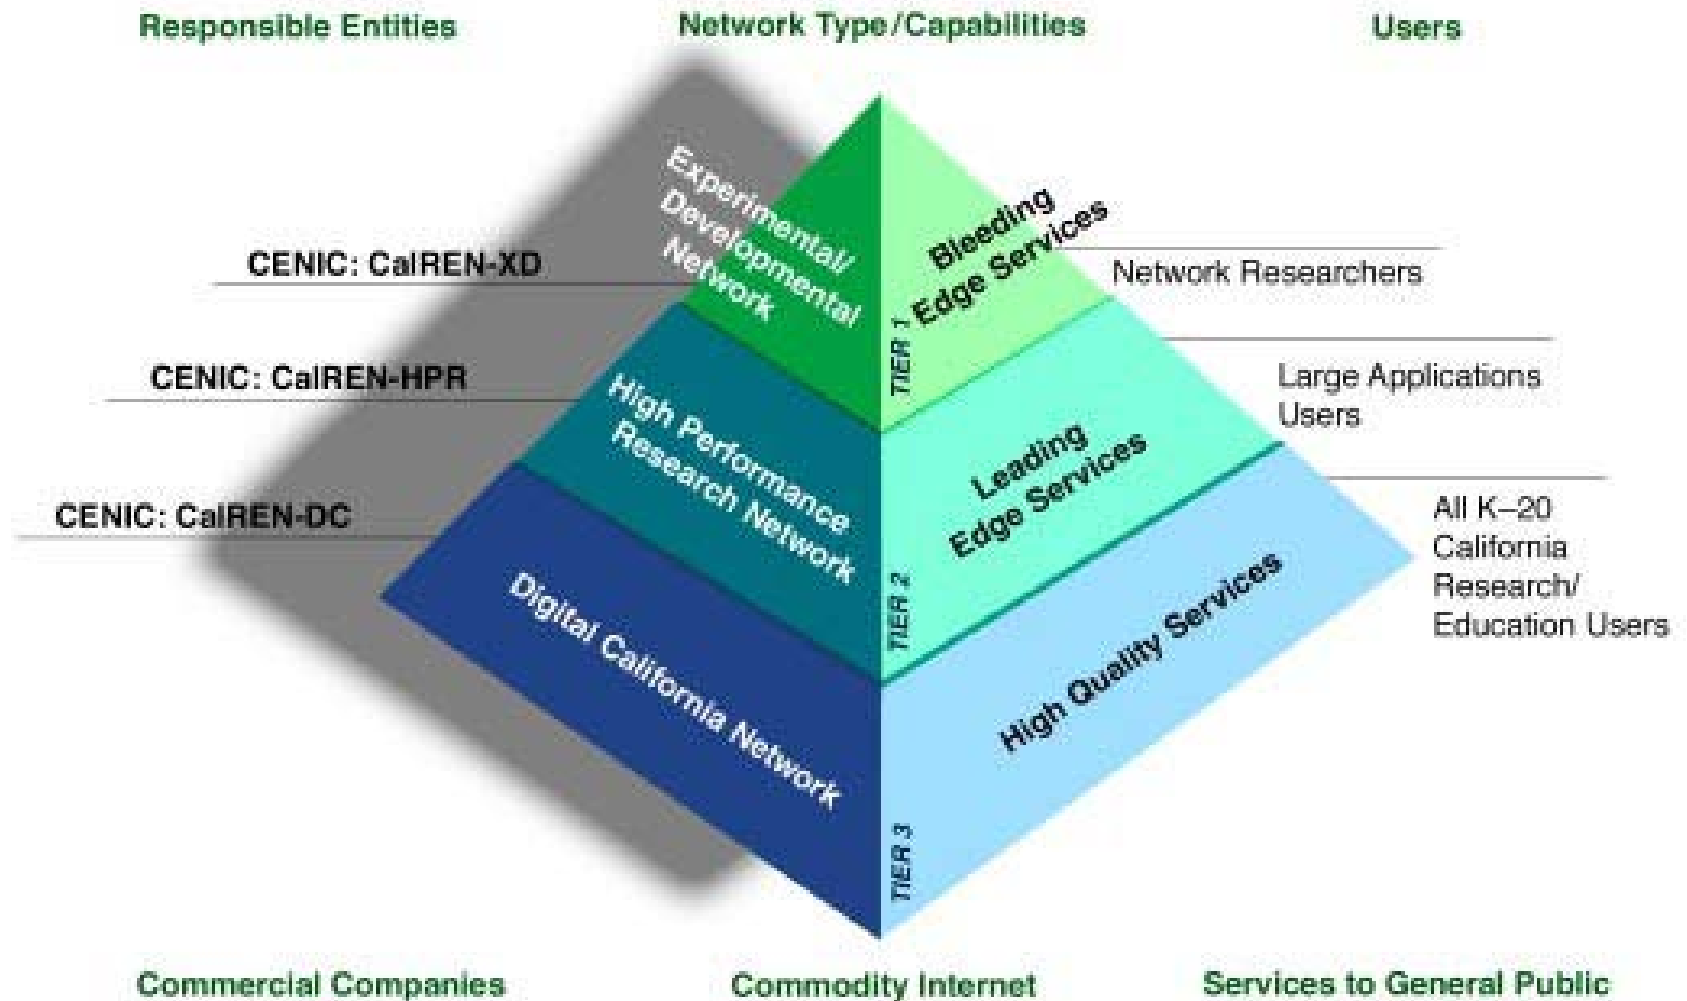 Responsible Entities
Network Type/Capabilities
Users
Experimental/
Developmental
Network
Bleeding
Edge Services
TIER 1
CENIC: CalREN-XD
Network Researchers
High Performance
Research Network
Leading
Edge Services
TIER 2
CENIC: CalREN-HPR
Large Applications
Users
Digital California Network
High Quality Services
TIER 3
CENIC: CalREN-DC
All K–20
California
Research/
Education Users
Commercial Companies
Commodity Internet
Services to General Public